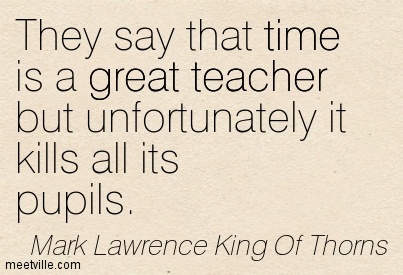 They say that time
is a great teacher
but unfortunately it
kills all its
pupils.
Mark Lawrence King Of Thorns
meetville.com